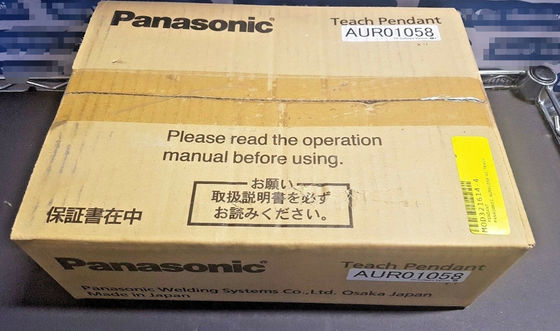 Panasonic
Teach Pendant
AUR01058
Please read the operation
manual before using.
お願い
取扱説明書を必ず
お読みください。
保証書在中
MOD321614-4
Panasonic
Teach Pendant
AUR01058
Panasonic Welding Systems Co., Ltd. Osaka Japan
Made in Japan